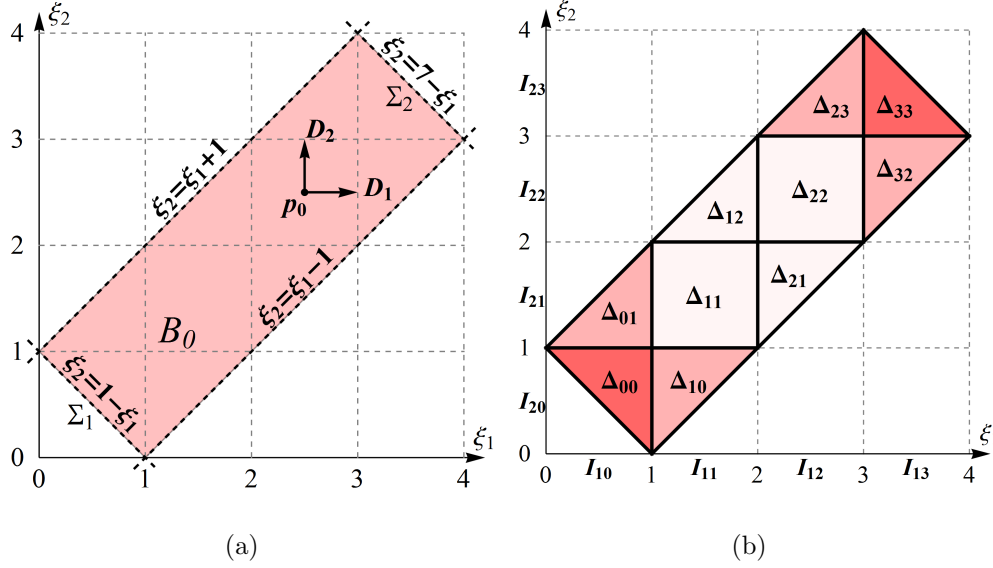 ξ₂
4
3
2
1
0
0
1
2
3
4
ξ₁
ξ₂=7−ξ₁
Σ₂
D₂
D₁
p₀
ξ₂=ξ₁+1
ξ₂=ξ₁−1
B₀
ξ₂=1−ξ₁
Σ₁
(a)
ξ₂
4
I₂₃
3
I₂₂
2
I₂₁
1
I₂₀
0
Δ₂₃ Δ₃₃
Δ₃₂
Δ₂₂
Δ₁₂
Δ₂₁
Δ₁₁
Δ₀₁
Δ₀₀ Δ₁₀
ξ
0 I₁₀ 1 I₁₁ 2 I₁₂ 3 I₁₃ 4
(b)